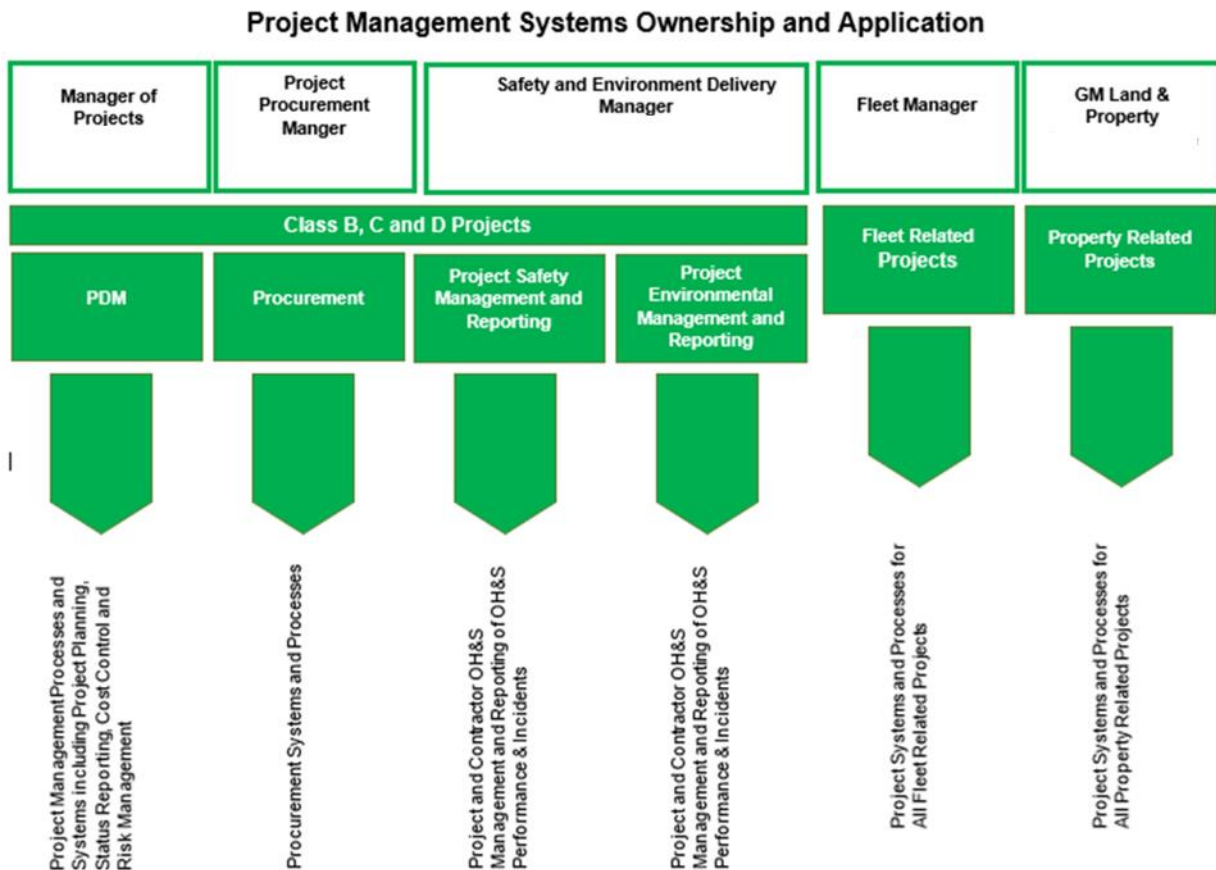 Project Management Systems Ownership and Application
Manager of
Projects
Project
Procurement
Manger
Safety and Environment Delivery
Manager
Fleet Manager
GM Land &
Property
Class B, C and D Projects
PDM
Procurement
Project Safety
Management and
Reporting
Project
Environmental
Management and
Reporting
Fleet Related
Projects
Property Related
Projects
Project Management Processes and
Systems including Project Planning,
Status Reporting, Cost Control and
Risk Management
Procurement Systems and Processes
Project and Contractor OH&S
Management and Reporting of OH&S
Performance & Incidents
Project and Contractor OH&S
Management and Reporting of OH&S
Performance & Incidents
Project Systems and Processes for
All Fleet Related Projects
Project Systems and Processes for
All Property Related Projects